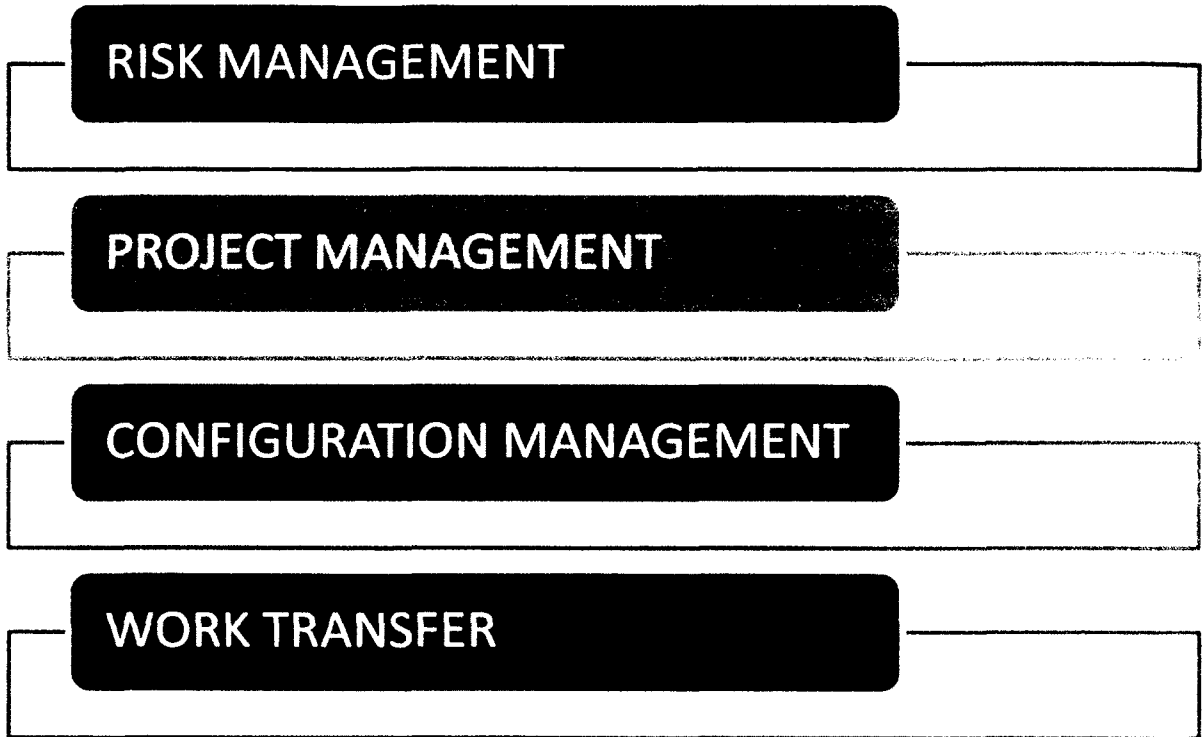 RISK MANAGEMENT
PROJECT MANAGEMENT
CONFIGURATION MANAGEMENT
WORK TRANSFER